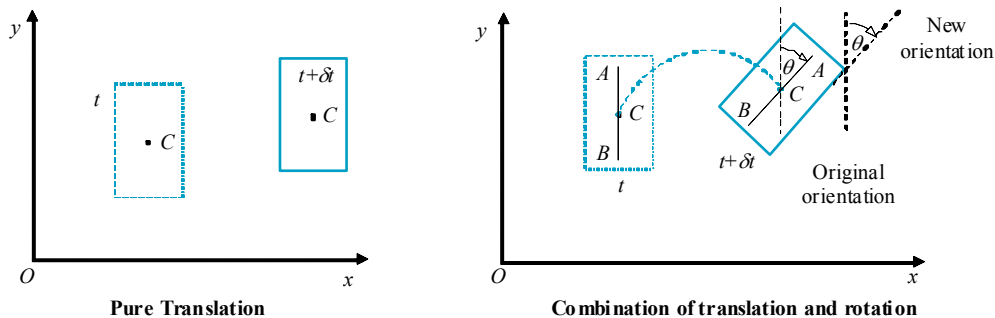 y
t
C
t+δt
C
O
x
Pure Translation
y
A
C
B
t
θ
A
C
B
t+δt
θ
New
orientation
Original
orientation
O
x
Combination of translation and rotation